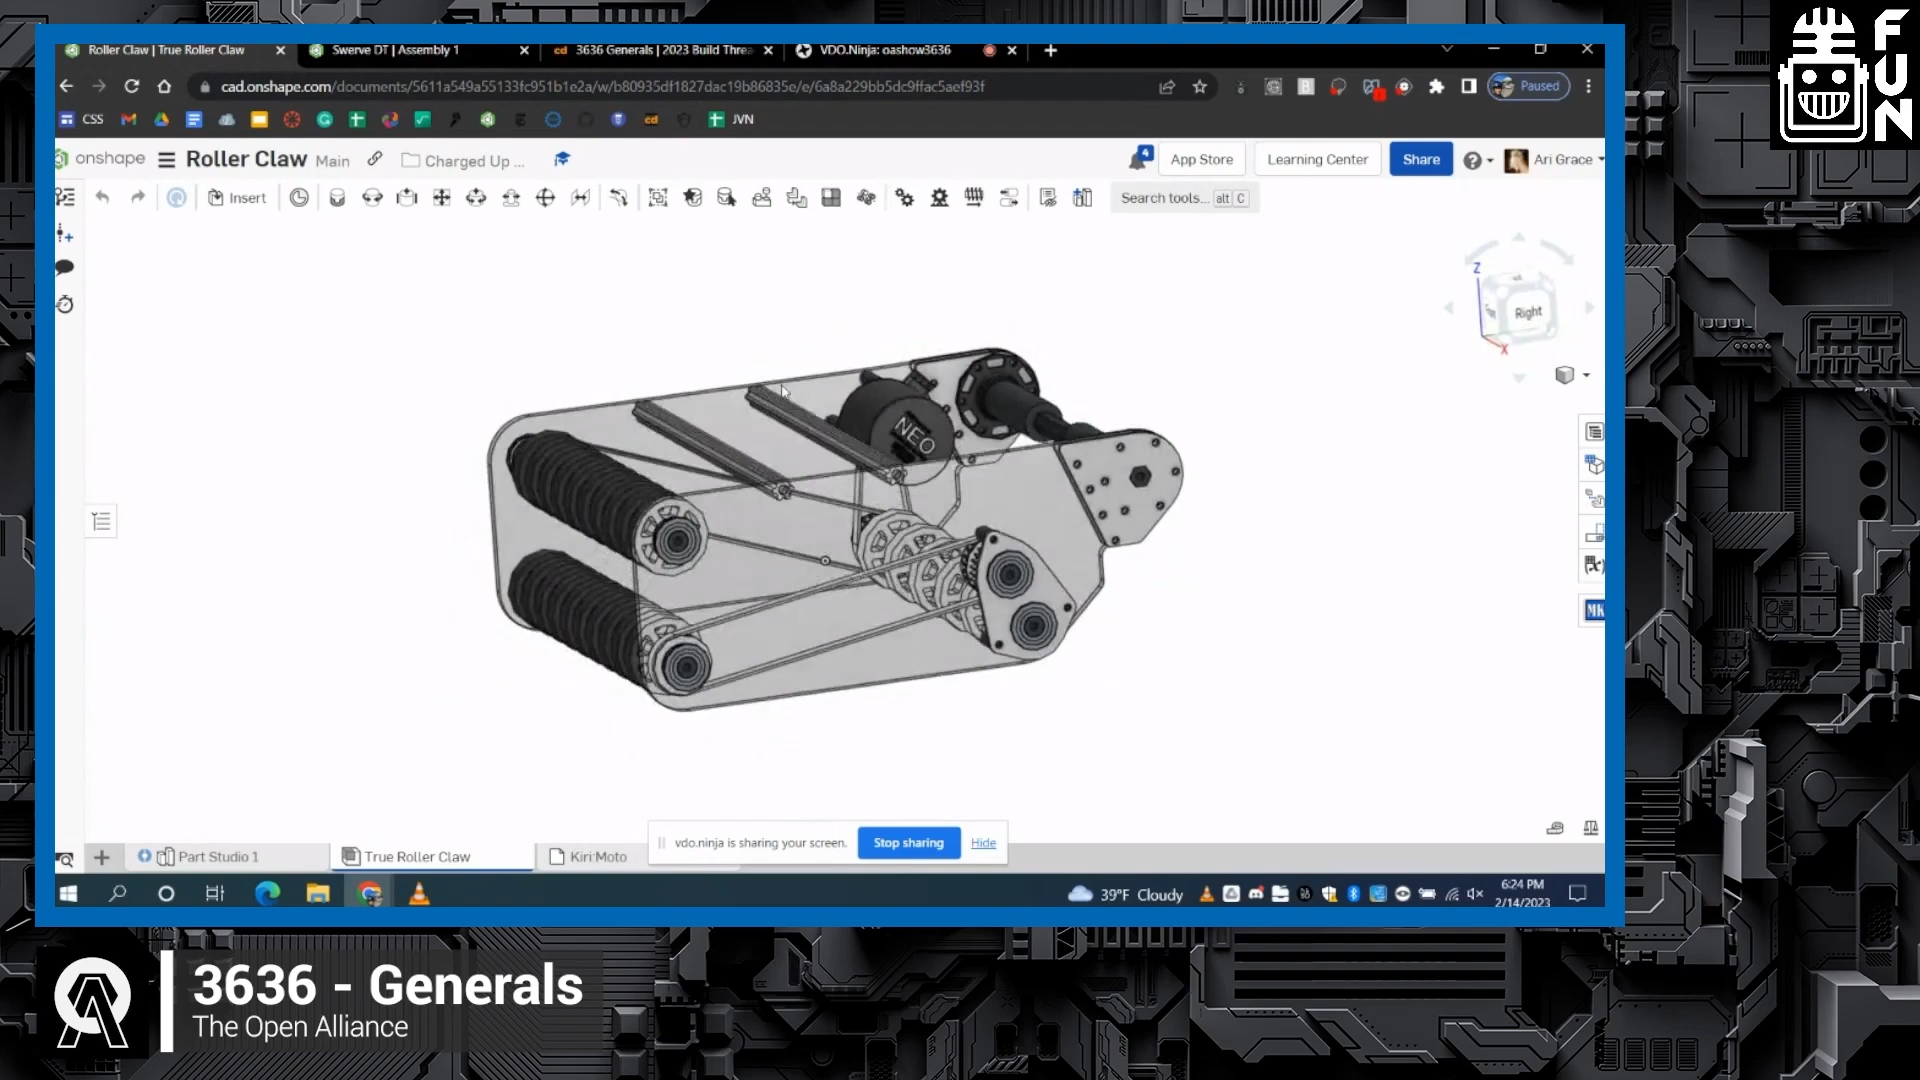 Roller Claw | True Roller Claw
Swerve DT | Assembly 1
cd 3636 Generals | 2023 Build Threa
VDO.Ninja: oashow3636
cad.onshape.com/documents/5611a549a55133fc951b1e2a/w/b80935df1827dac19b86835e/e/6a8a229bb5dc9ffac5aef93f
Paused
CSS
cd
JVN
onshape
Roller Claw
Main
Charged Up ...
4
App Store
Learning Center
Share
Ari Grace
Insert
Search tools... alt C
Z
Right
X
NEO
MK
vdo.ninja is sharing your screen.
Stop sharing
Hide
Part Studio 1
True Roller Claw
Kiri:Moto
39°F Cloudy
6:24 PM
2/14/2023
FUN
3636 - Generals
The Open Alliance